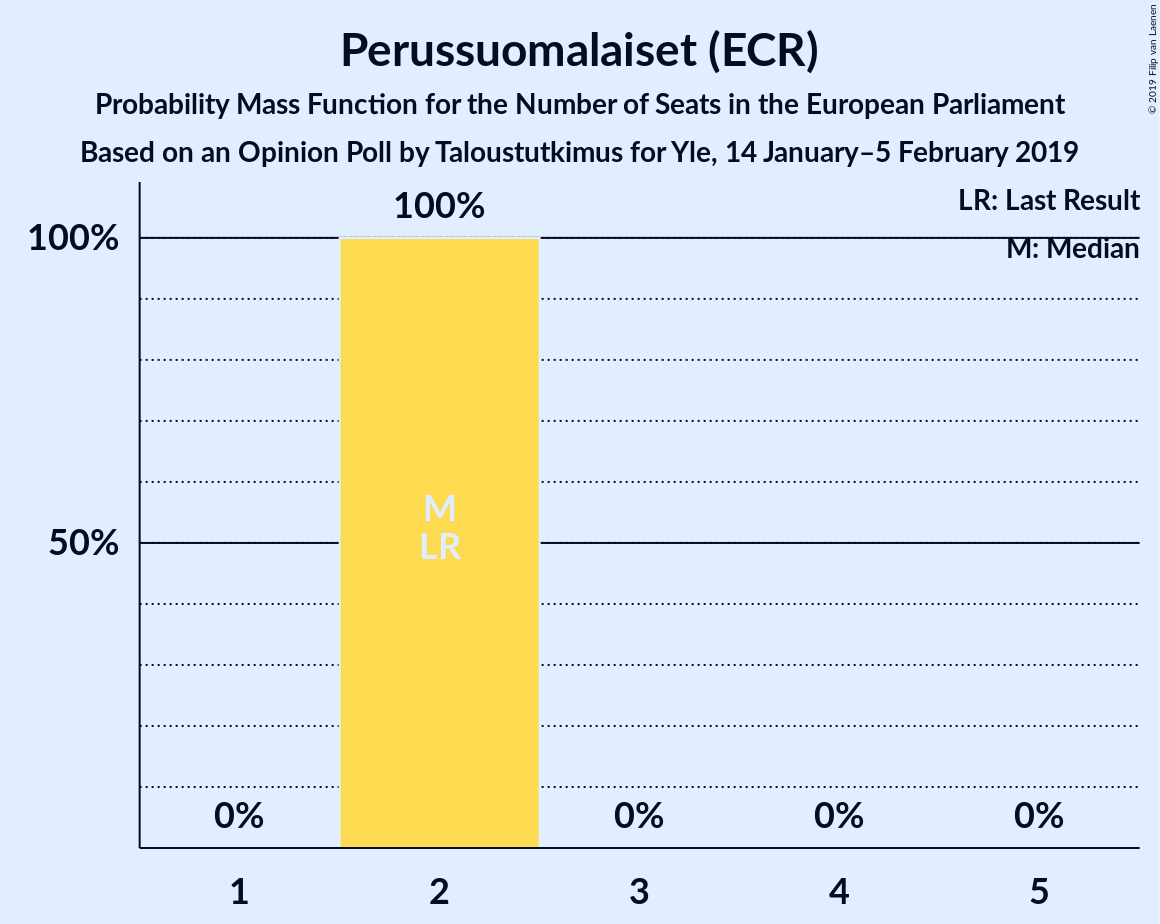 Perussuomalaiset (ECR)
Probability Mass Function for the Number of Seats in the European Parliament
Based on an Opinion Poll by Taloustutkimus for Yle, 14 January–5 February 2019
© 2019 Filip van Laenen
LR: Last Result
M: Median
100%
100%
50%
M
LR
0%
0%
0%
0%
1
2
3
4
5